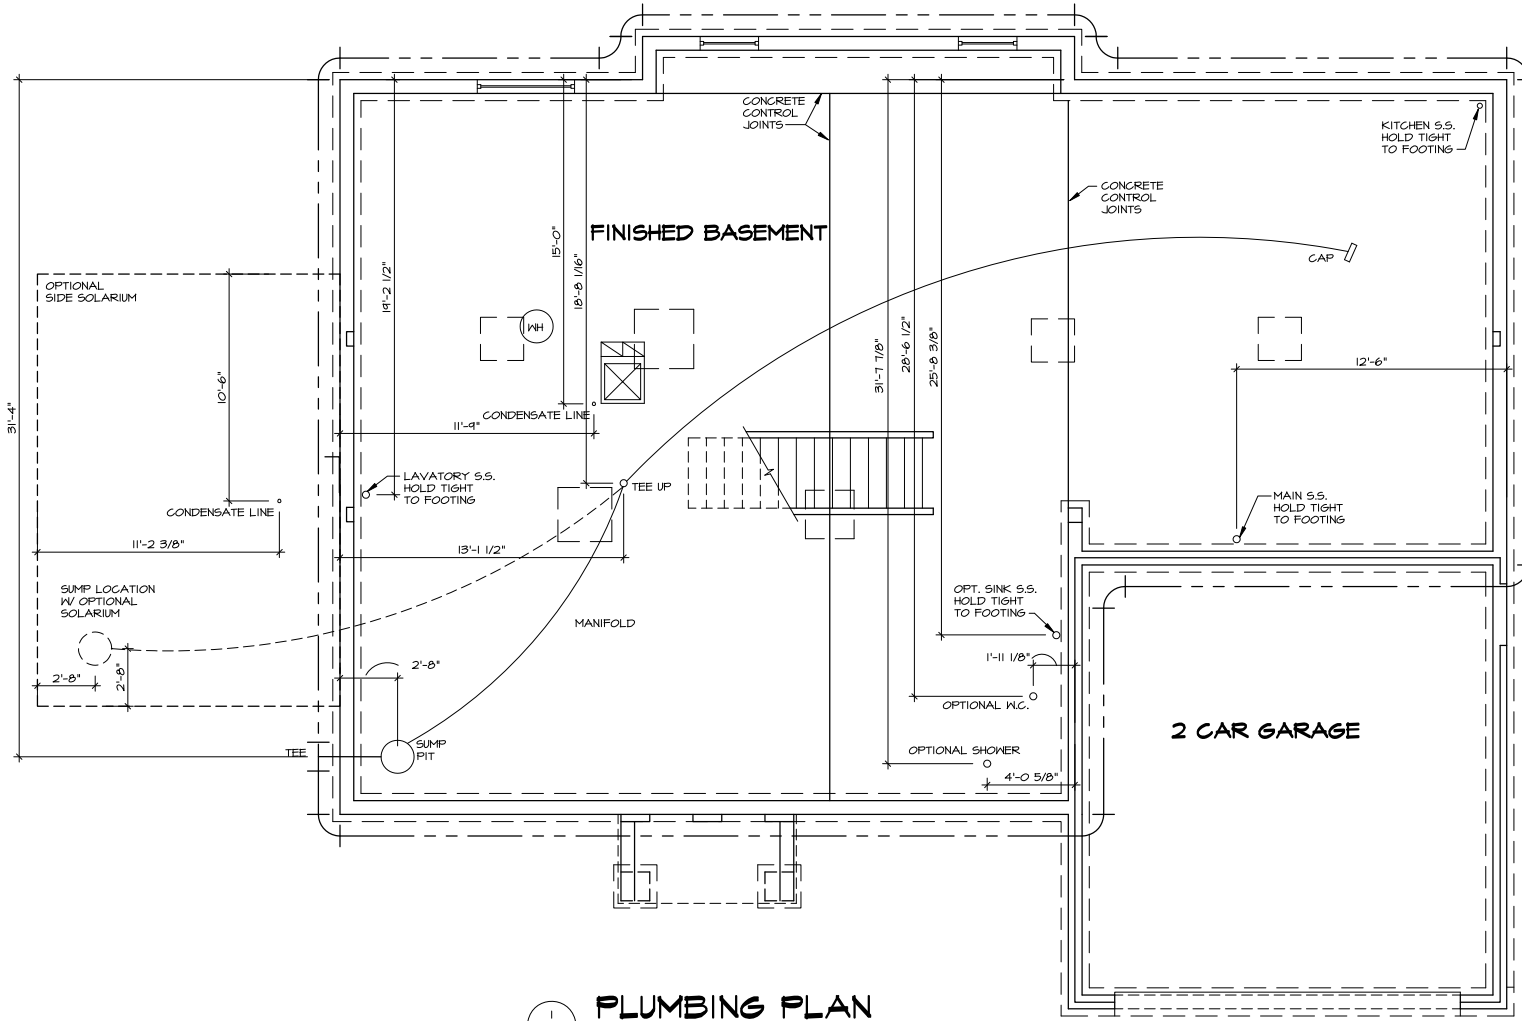 CONCRETE
CONTROL
JOINTS
KITCHEN S.S.
HOLD TIGHT
TO FOOTING
CONCRETE
CONTROL
JOINTS
FINISHED BASEMENT
CAP
OPTIONAL
SIDE SOLARIUM
15'-0"
18'-8 1/16"
19'-2 1/2"
WH
31'-7 7/8"
28'-6 1/2"
25'-8 3/8"
12'-6"
10'-6"
31'-4"
CONDENSATE LINE
11'-9"
LAVATORY S.S.
HOLD TIGHT
TO FOOTING
TEE UP
MAIN S.S.
HOLD TIGHT
TO FOOTING
CONDENSATE LINE
11'-2 3/8"
13'-1 1/2"
SUMP LOCATION
W/ OPTIONAL
SOLARIUM
OPT. SINK S.S.
HOLD TIGHT
TO FOOTING
MANIFOLD
2'-8"
2'-8"
2'-8"
1'-11 1/8"
OPTIONAL W.C.
2 CAR GARAGE
TEE
SUMP
PIT
OPTIONAL SHOWER
4'-0 5/8"
1
PLUMBING PLAN